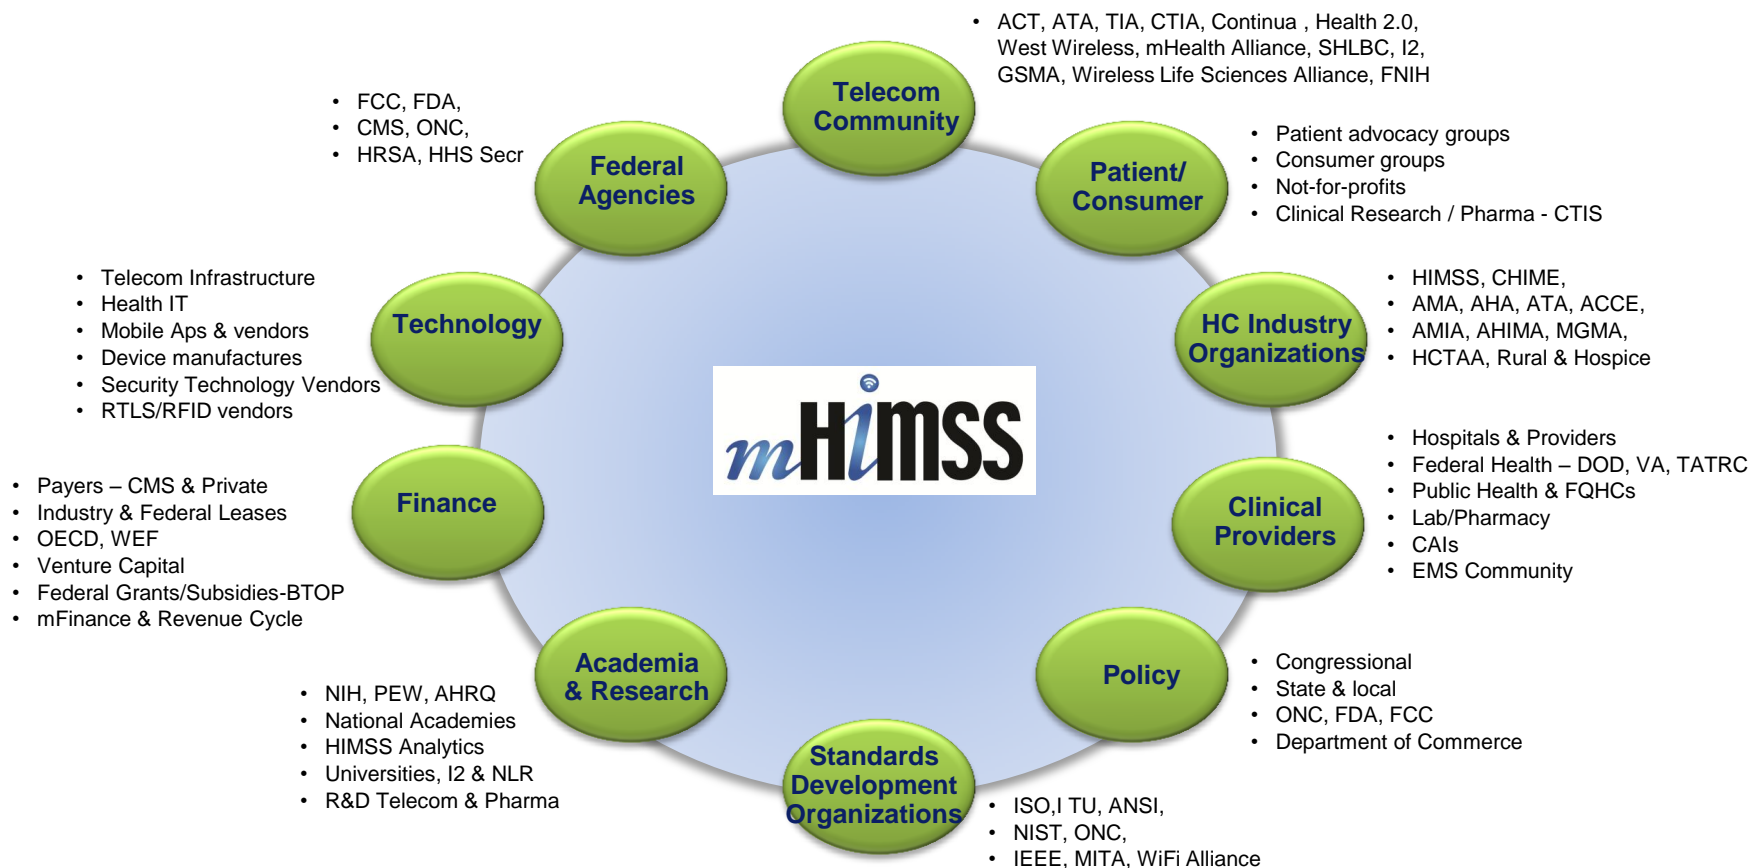 • ACT, ATA, TIA, CTIA, Continua , Health 2.0,
West Wireless, mHealth Alliance, SHLBC, I2,
GSMA, Wireless Life Sciences Alliance, FNIH
Telecom
Community
• FCC, FDA,
• CMS, ONC,
• HRSA, HHS Secr
Federal
Agencies
Patient/
Consumer
• Patient advocacy groups
• Consumer groups
• Not-for-profits
• Clinical Research / Pharma - CTIS
• Telecom Infrastructure
• Health IT
• Mobile Aps & vendors
• Device manufactures
• Security Technology Vendors
• RTLS/RFID vendors
Technology
HC Industry
Organizations
• HIMSS, CHIME,
• AMA, AHA, ATA, ACCE,
• AMIA, AHIMA, MGMA,
• HCTAA, Rural & Hospice
mHiMSS
• Payers – CMS & Private
• Industry & Federal Leases
• OECD, WEF
• Venture Capital
• Federal Grants/Subsidies-BTOP
• mFinance & Revenue Cycle
Finance
Clinical
Providers
• Hospitals & Providers
• Federal Health – DOD, VA, TATRC
• Public Health & FQHCs
• Lab/Pharmacy
• CAIs
• EMS Community
• NIH, PEW, AHRQ
• National Academies
• HIMSS Analytics
• Universities, I2 & NLR
• R&D Telecom & Pharma
Academia
& Research
Policy
• Congressional
• State & local
• ONC, FDA, FCC
• Department of Commerce
Standards
Development
Organizations
• ISO,I TU, ANSI,
• NIST, ONC,
• IEEE, MITA, WiFi Alliance